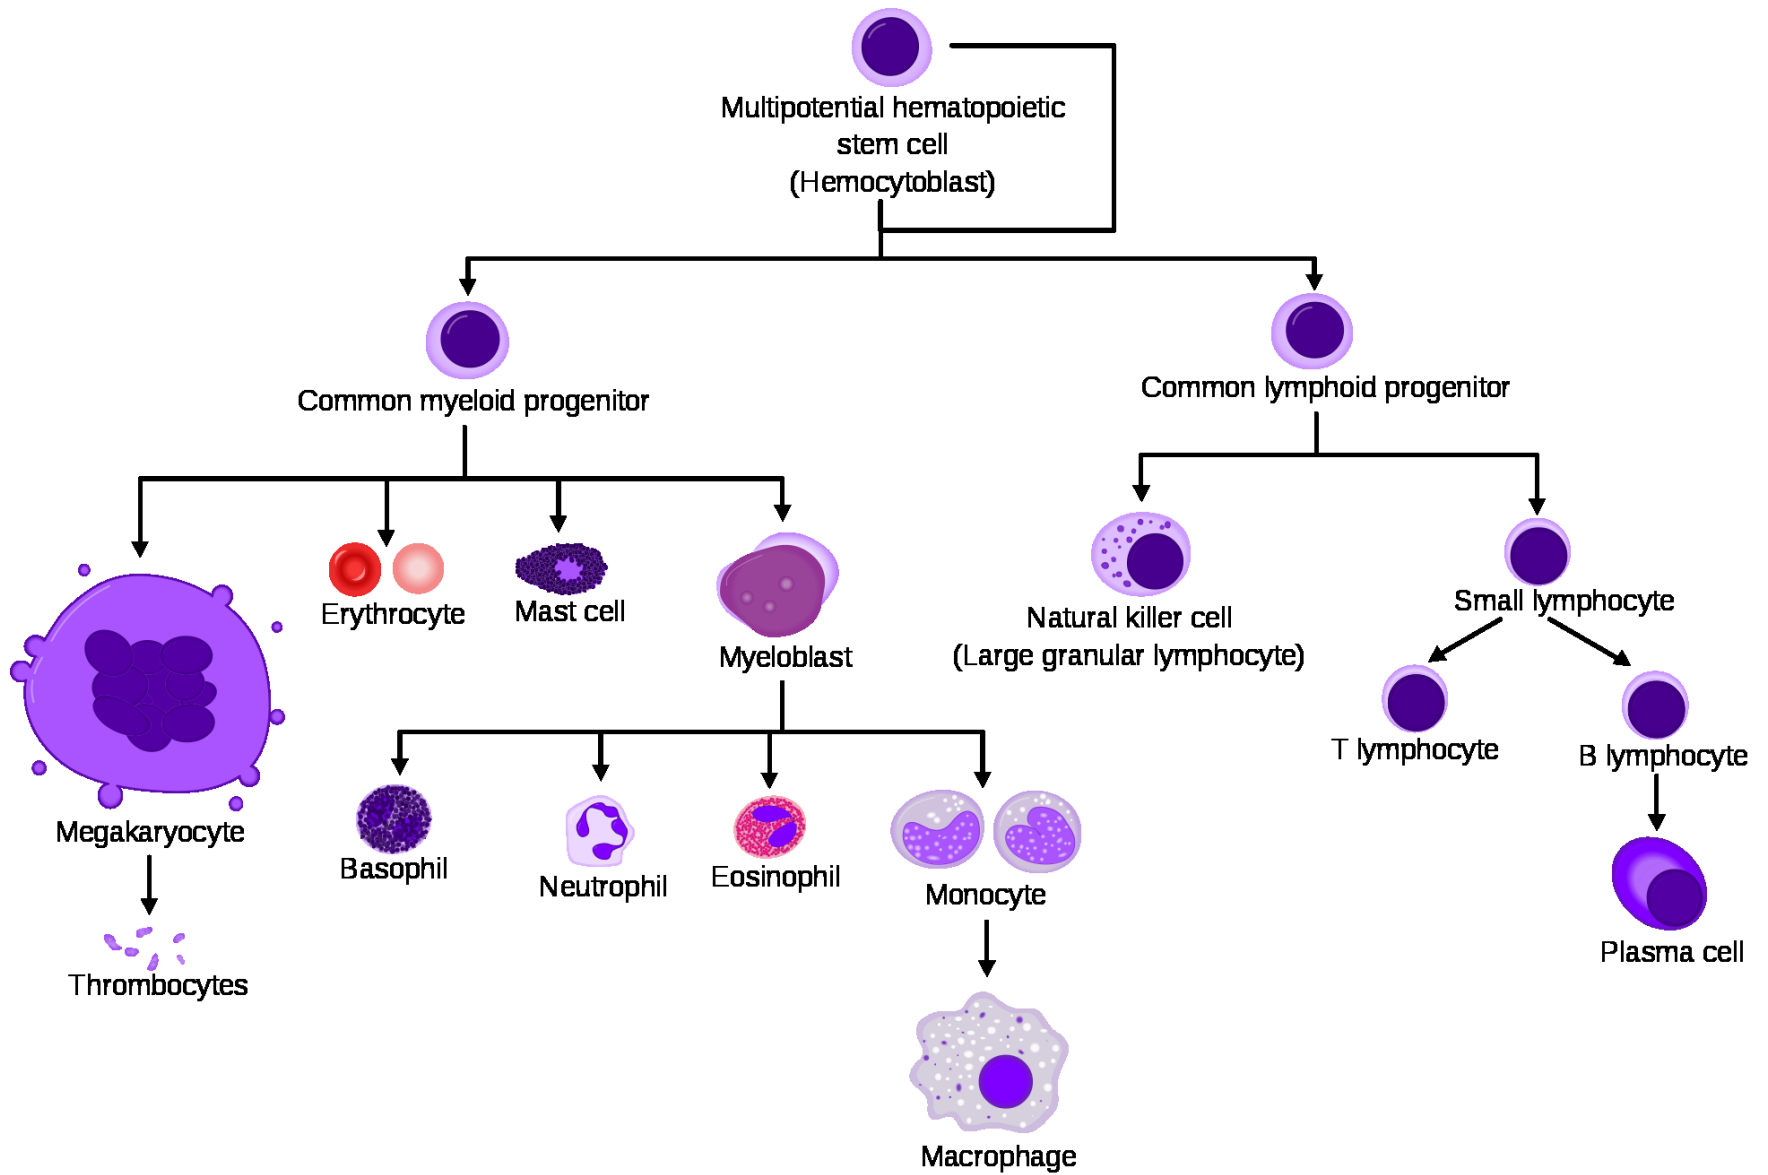 Multipotential hematopoietic
stem cell
(Hemocytoblast)
Common myeloid progenitor
Common lymphoid progenitor
Erythrocyte
Mast cell
Myeloblast
Natural killer cell
(Large granular lymphocyte)
Small lymphocyte
T lymphocyte
B lymphocyte
Megakaryocyte
Basophil
Neutrophil
Eosinophil
Monocyte
Plasma cell
Thrombocytes
Macrophage